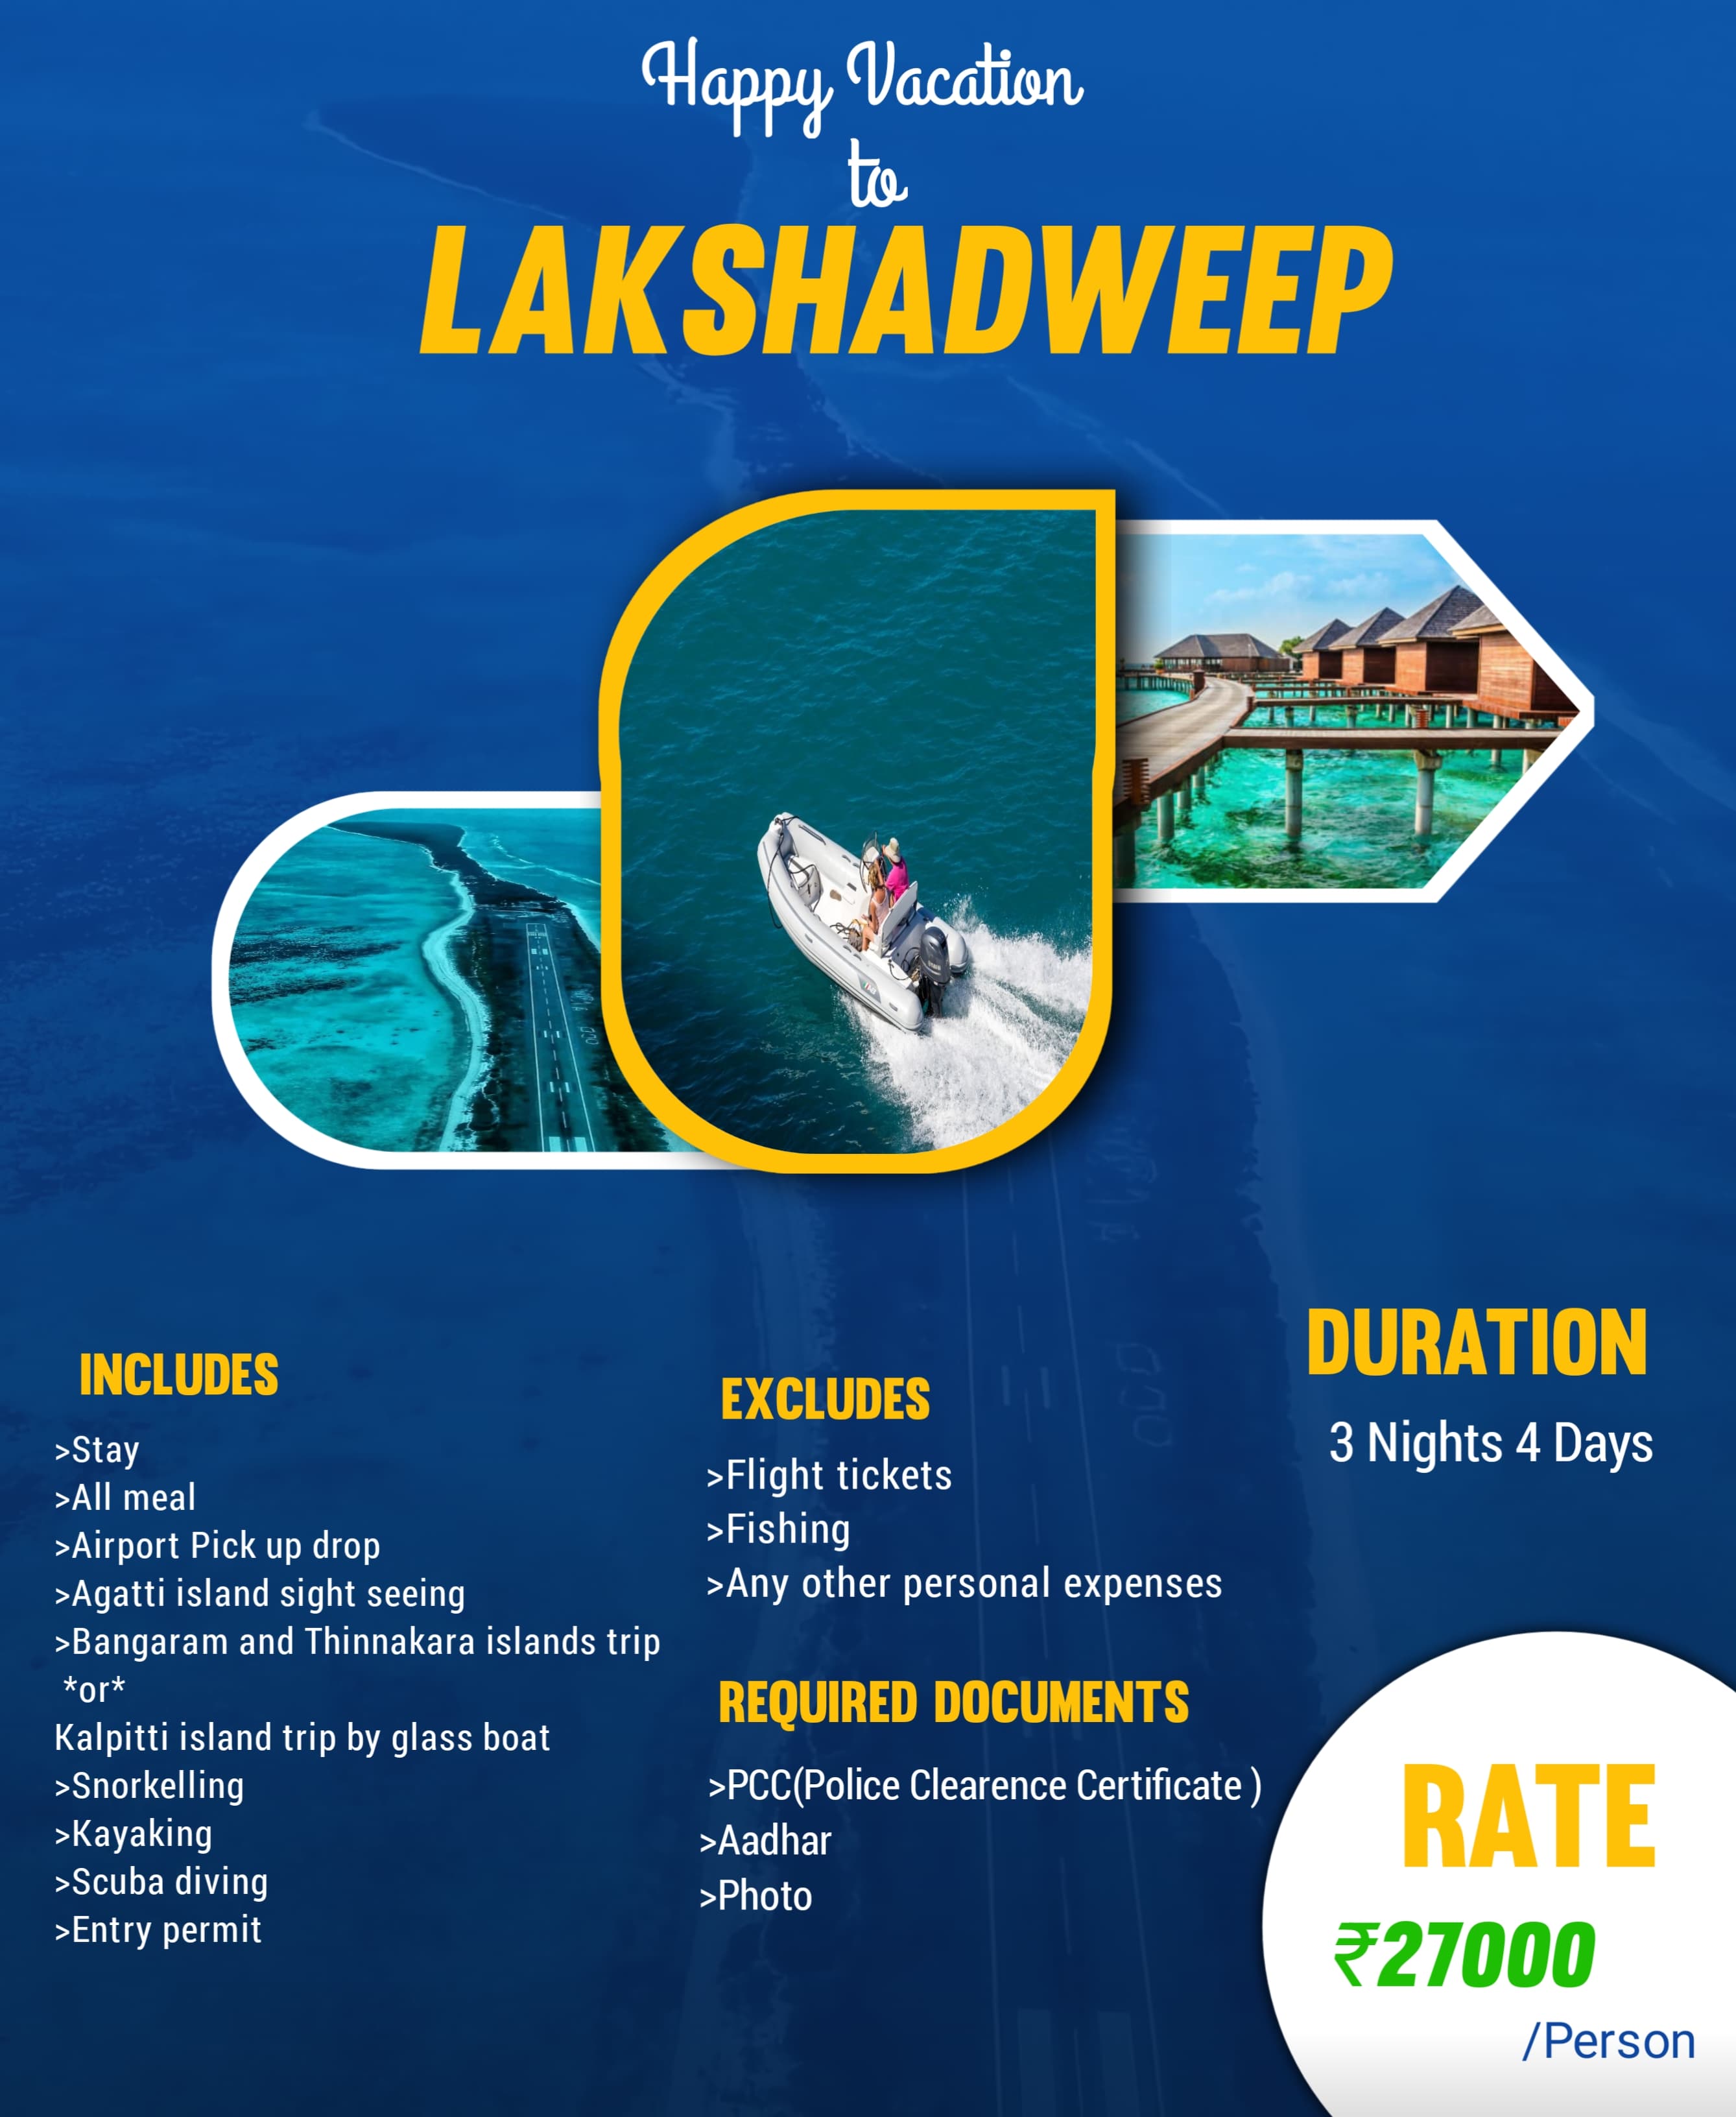 Happy Vacation
to
LAKSHADWEEP
INCLUDES
>Stay
>All meal
>Airport Pick up drop
>Agatti island sight seeing
>Bangaram and Thinnakara islands trip
*or*
Kalpitti island trip by glass boat
>Snorkelling
>Kayaking
>Scuba diving
>Entry permit
EXCLUDES
>Flight tickets
>Fishing
>Any other personal expenses
REQUIRED DOCUMENTS
>PCC(Police Clearence Certificate )
>Aadhar
>Photo
DURATION
3 Nights 4 Days
RATE
₹27000
/Person